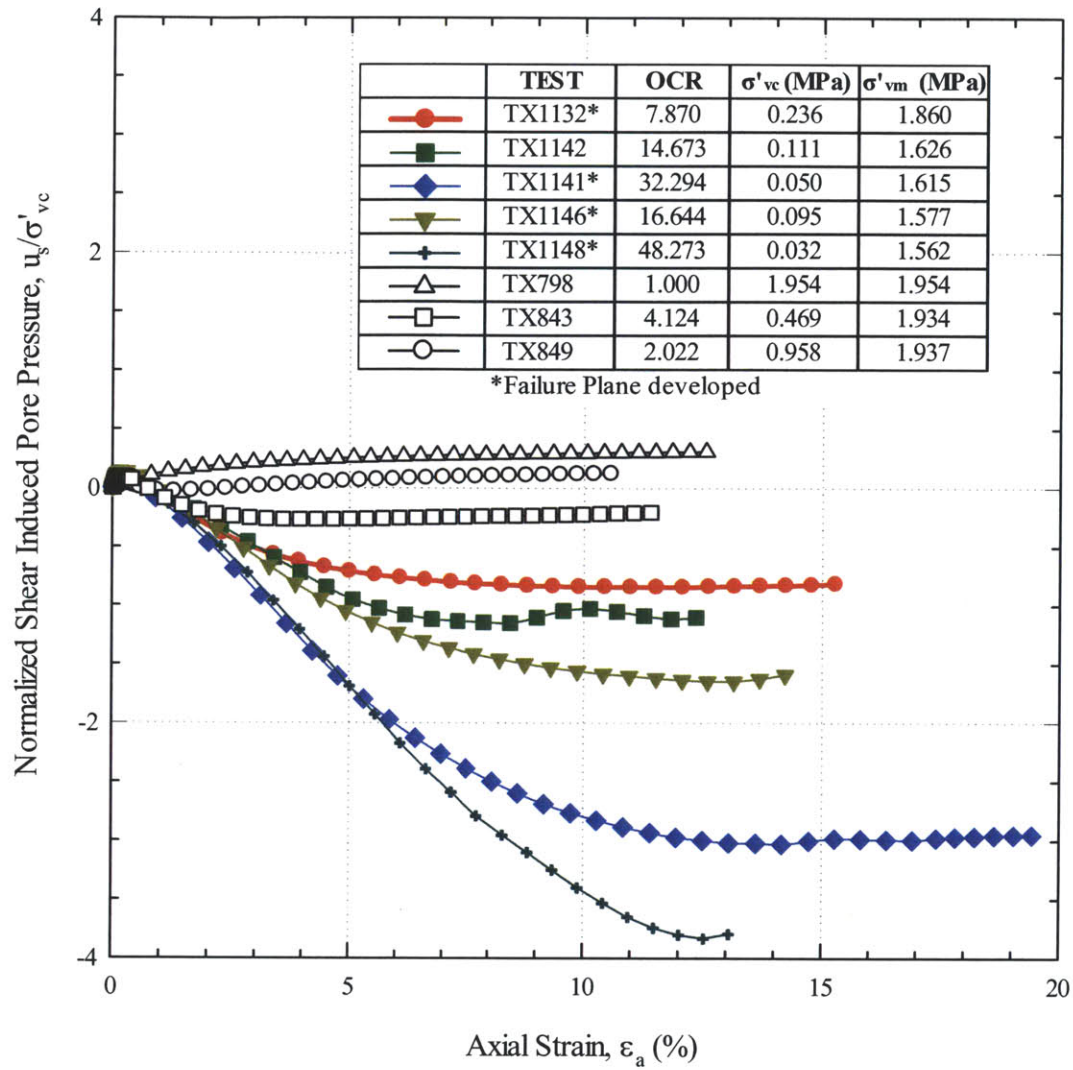 4
2
0
-2
-4
Normalized Shear Induced Pore Pressure, u_s/σ'_vc
TEST OCR σ'vc (MPa) σ'vm (MPa)
TX1132* 7.870 0.236 1.860
TX1142 14.673 0.111 1.626
TX1141* 32.294 0.050 1.615
TX1146* 16.644 0.095 1.577
TX1148* 48.273 0.032 1.562
TX798 1.000 1.954 1.954
TX843 4.124 0.469 1.934
TX849 2.022 0.958 1.937
*Failure Plane developed
0 5 10 15 20
Axial Strain, ε_a (%)